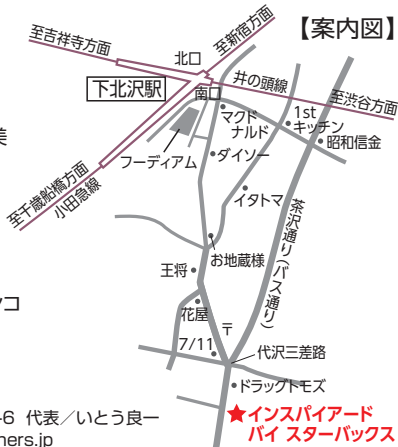 【案内図】
至吉祥寺方面
北口
至新宿方面
下北沢駅
井の頭線
南口
至渋谷方面
マクド
ナルド
1st
キッチン
昭和信金
美
フーディアム
ダイソー
至千歳船橋方面
小田急線
イタトマ
茶沢通り(バス通り)
お地蔵様
王将
コ
花屋
〒
7/11
代沢三差路
ドラッグトモズ
-6 代表/いとう良一
ners.jp
★インスパイアード
バイ スターバックス